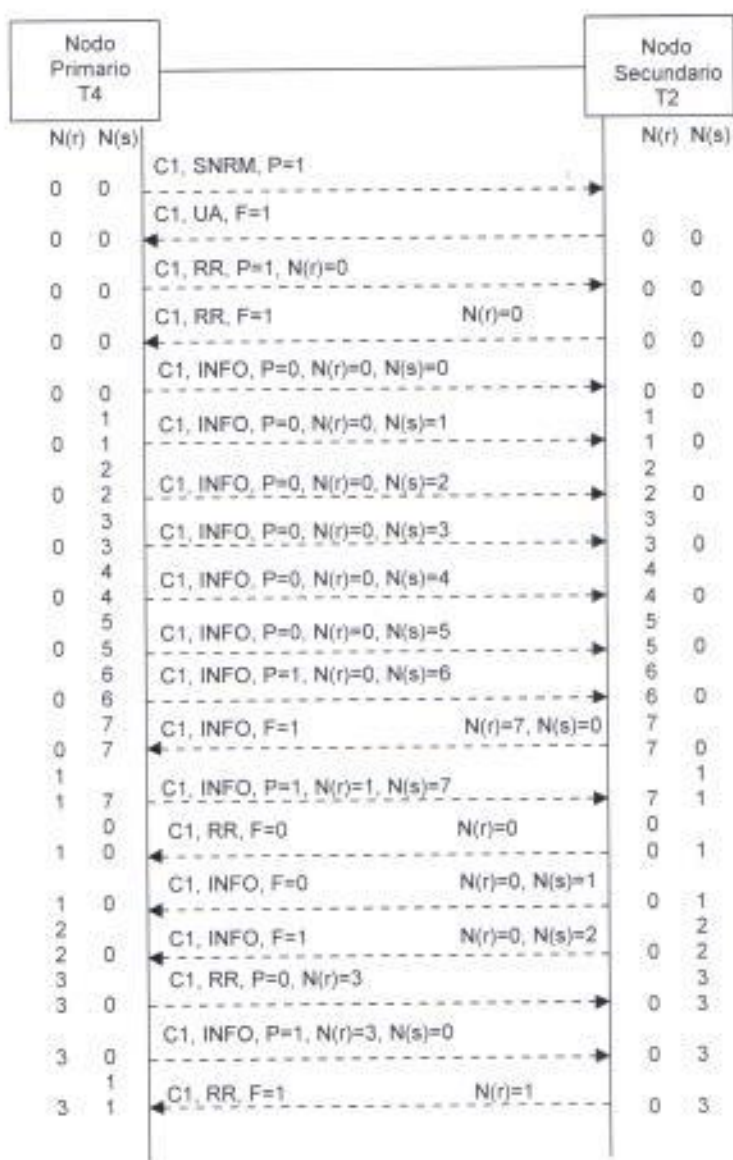 Nodo Primario T4
Nodo Secundario T2
N(r) N(s)
N(r) N(s)
C1, SNRM, P=1
0 0
C1, UA, F=1
0 0
0 0
C1, RR, P=1, N(r)=0
0 0
0 0
C1, RR, F=1 N(r)=0
0 0
0 0
C1, INFO, P=0, N(r)=0, N(s)=0
0 0
0 0
1
1
C1, INFO, P=0, N(r)=0, N(s)=1
0 1
1 0
2
2
C1, INFO, P=0, N(r)=0, N(s)=2
0 2
2 0
3
3
C1, INFO, P=0, N(r)=0, N(s)=3
0 3
3 0
4
4
C1, INFO, P=0, N(r)=0, N(s)=4
0 4
4 0
5
5
C1, INFO, P=0, N(r)=0, N(s)=5
0 5
5 0
6
6
C1, INFO, P=1, N(r)=0, N(s)=6
0 6
6 0
7
7
C1, INFO, F=1 N(r)=7, N(s)=0
0 7
7 0
1
1
C1, INFO, P=1, N(r)=1, N(s)=7
1 7
7 1
0
0
C1, RR, F=0 N(r)=0
1 0
0 1
C1, INFO, F=0 N(r)=0, N(s)=1
1 0
0 1
2
2
C1, INFO, F=1 N(r)=0, N(s)=2
2 0
0 2
3
3
C1, RR, P=0, N(r)=3
3 0
0 3
C1, INFO, P=1, N(r)=3, N(s)=0
3 0
0 3
1
C1, RR, F=1 N(r)=1
3 1
0 3